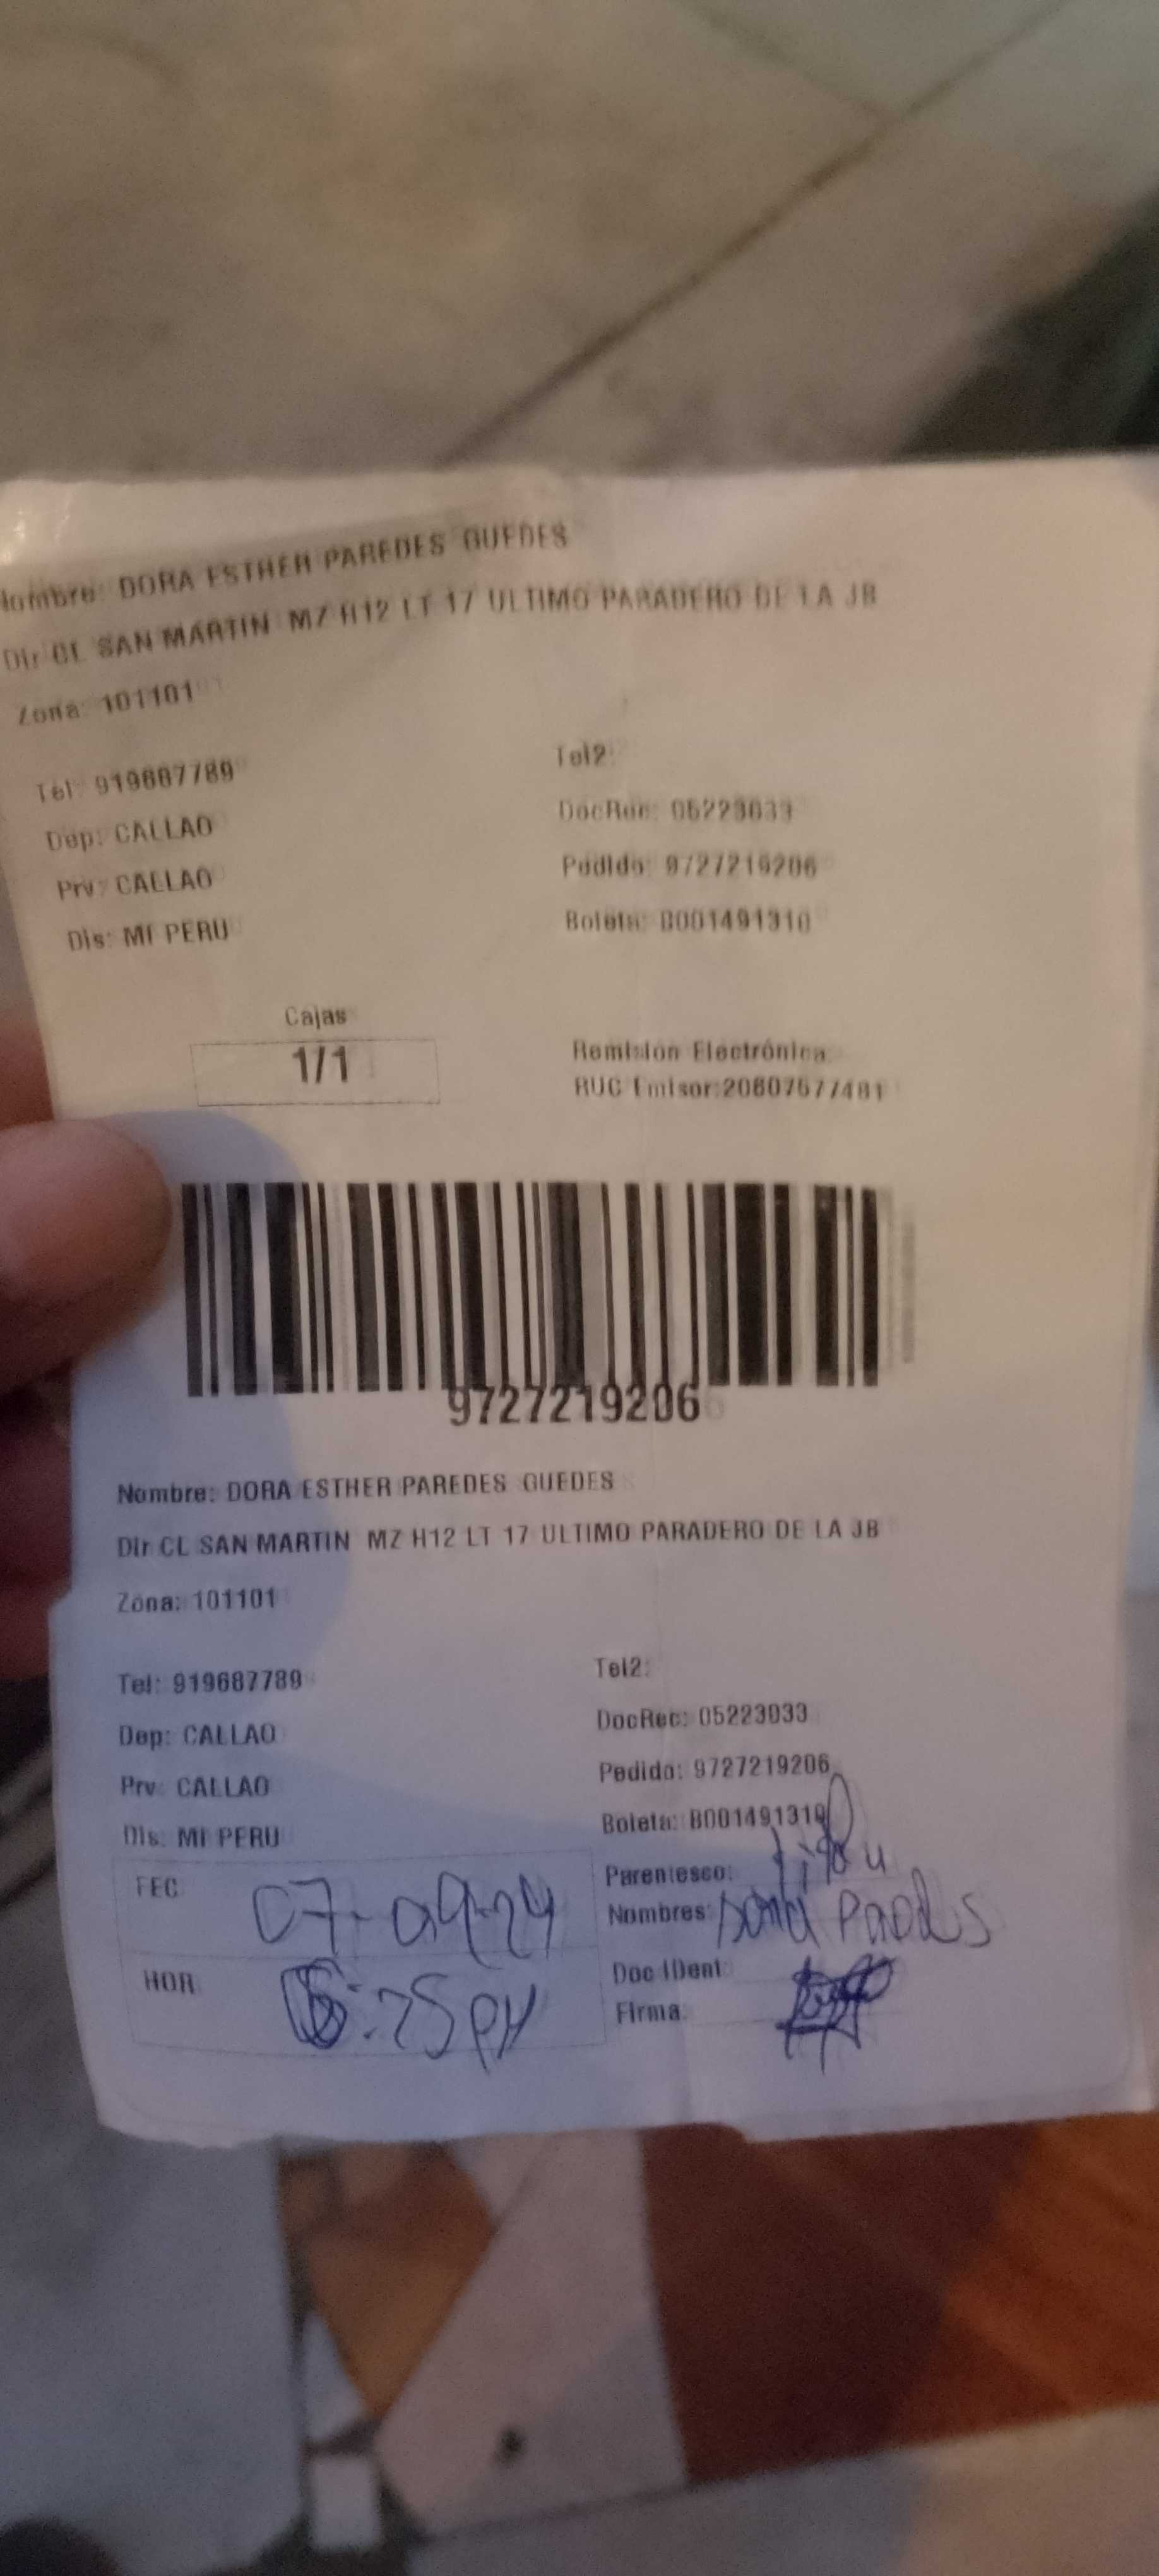 Nombre: DORA ESTHER PAREDES GUEDES
Dir CL SAN MARTIN MZ H12 LT 17 ULTIMO PARADERO DE LA JB
Zona: 101101
Tel: 919687789 Tel2:
Dep: CALLAO DocRec: 05223033
Prv: CALLAO Pedido: 9727219206
Dis: MI PERU Boleta: B001491310
Cajas
1/1
Remision Electrónica
RUC Emisor:20607577481
9727219206
Nombre: DORA ESTHER PAREDES GUEDES
Dir CL SAN MARTIN MZ H12 LT 17 ULTIMO PARADERO DE LA JB
Zona: 101101
Tel: 919687789 Tel2:
Dep: CALLAO DocRec: 05223033
Prv: CALLAO Pedido: 9727219206
Dis: MI PERU Boleta: B001491310
FEC 07-09-24 Parentesco:
Nombres:
HOR :25 PM Doc IDent:
Firma: